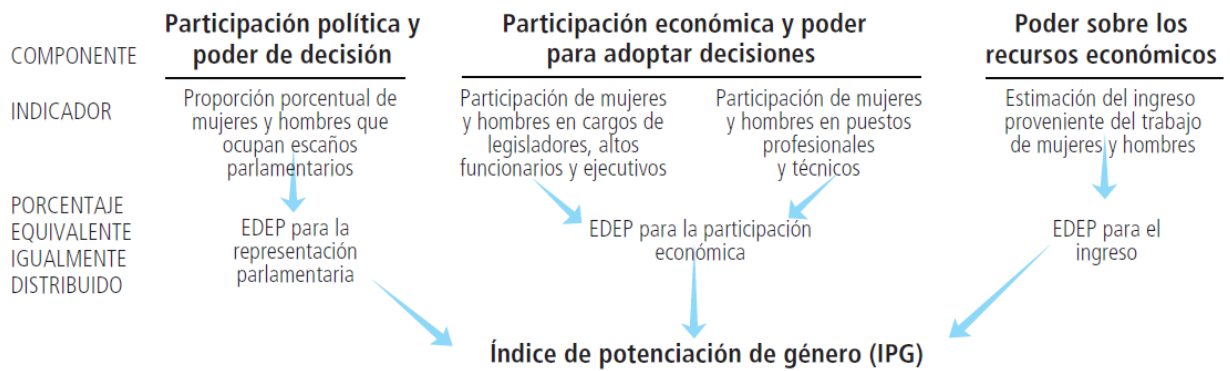 COMPONENTE
Participación política y
poder de decisión
Participación económica y poder
para adoptar decisiones
Poder sobre los
recursos económicos
INDICADOR
Proporción porcentual de
mujeres y hombres que
ocupan escaños
parlamentarios
Participación de mujeres
y hombres en cargos de
legisladores, altos
funcionarios y ejecutivos
Participación de mujeres
y hombres en puestos
profesionales
y técnicos
Estimación del ingreso
proveniente del trabajo
de mujeres y hombres
PORCENTAJE
EQUIVALENTE
IGUALMENTE
DISTRIBUIDO
EDEP para la
representación
parlamentaria
EDEP para la participación
económica
EDEP para el
ingreso
Índice de potenciación de género (IPG)